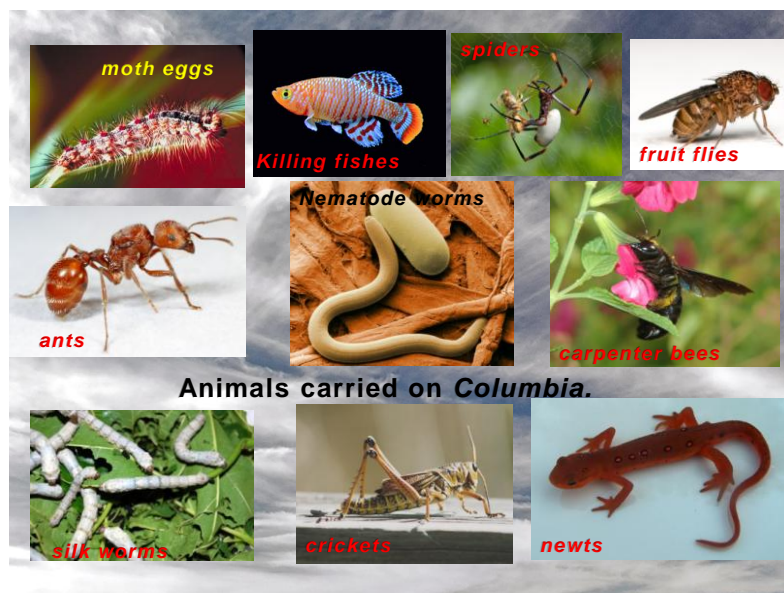 moth eggs
Killing fishes
spiders
fruit flies
ants
Nematode worms
carpenter bees
Animals carried on Columbia.
silk worms
crickets
newts